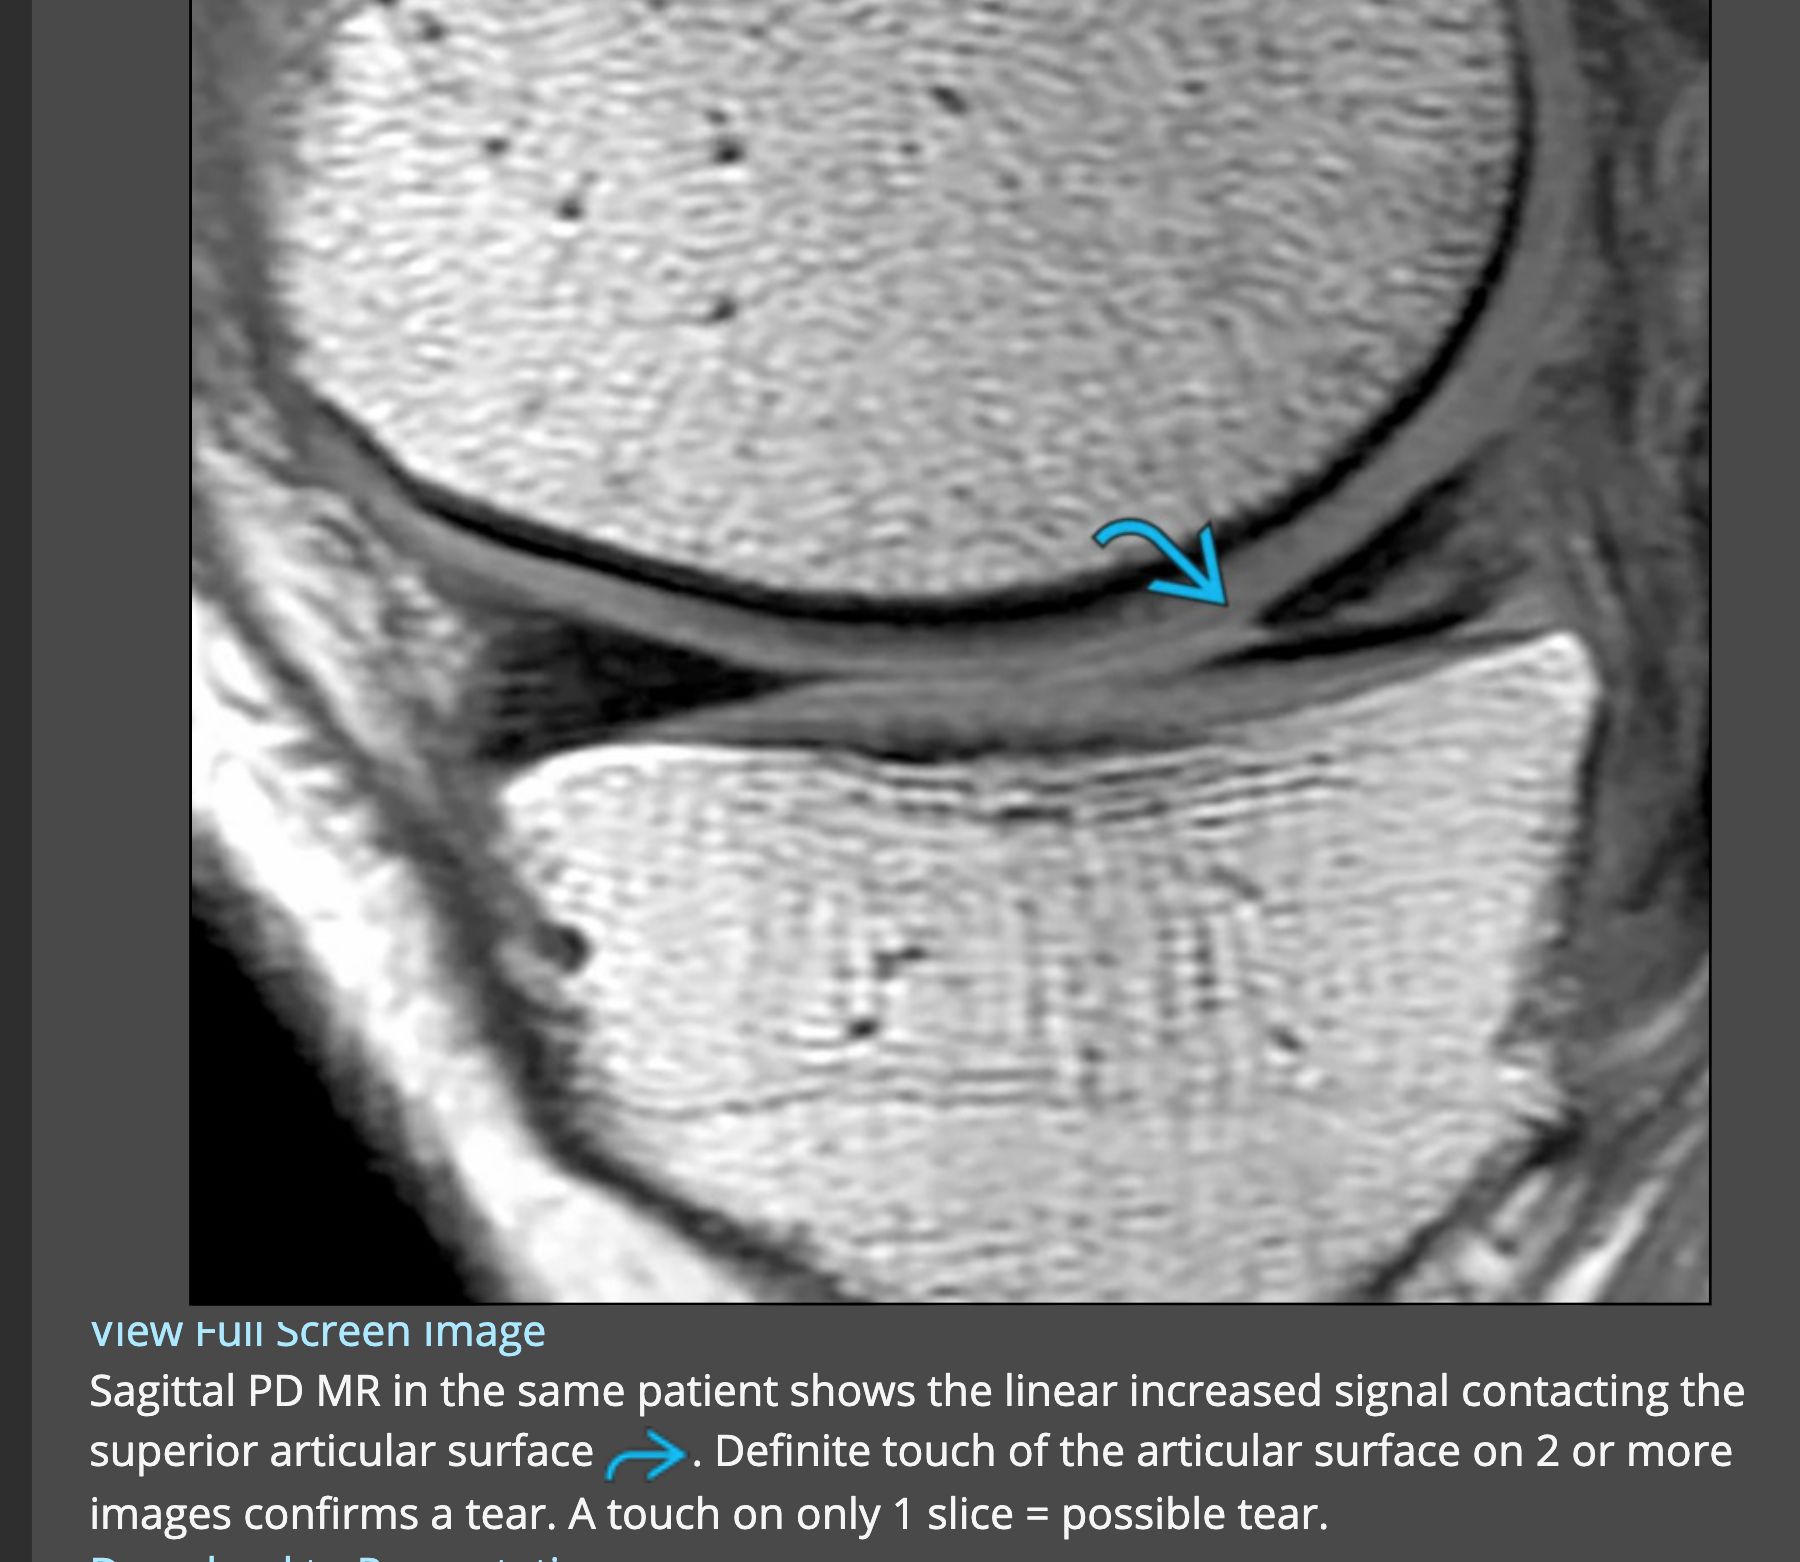 View Full Screen Image
Sagittal PD MR in the same patient shows the linear increased signal contacting the
superior articular surface . Definite touch of the articular surface on 2 or more
images confirms a tear. A touch on only 1 slice = possible tear.